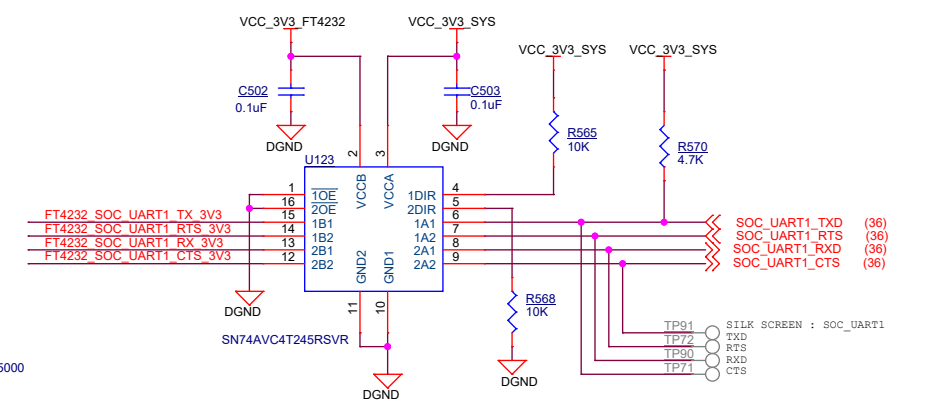 VCC_3V3_FT4232
VCC_3V3_SYS
VCC_3V3_SYS
VCC_3V3_SYS
C502
0.1uF
C503
0.1uF
DGND
DGND
R565
10K
R570
4.7K
U123
2
3
VCCB
VCCA
1
1OE
1DIR
4
16
2OE
2DIR
5
FT4232_SOC_UART1_TX_3V3
15
1B1
1A1
6
SOC_UART1_TXD
(36)
FT4232_SOC_UART1_RTS_3V3
14
1B2
1A2
7
SOC_UART1_RTS
(36)
FT4232_SOC_UART1_RX_3V3
13
2B1
2A1
8
SOC_UART1_RXD
(36)
FT4232_SOC_UART1_CTS_3V3
12
2B2
2A2
9
SOC_UART1_CTS
(36)
GND2
GND1
11
10
DGND
R568
10K
SN74AVC4T245RSVR
DGND
DGND
SILK SCREEN : SOC_UART1
TP91
TXD
TP72
RTS
TP90
RXD
TP71
CTS
5000